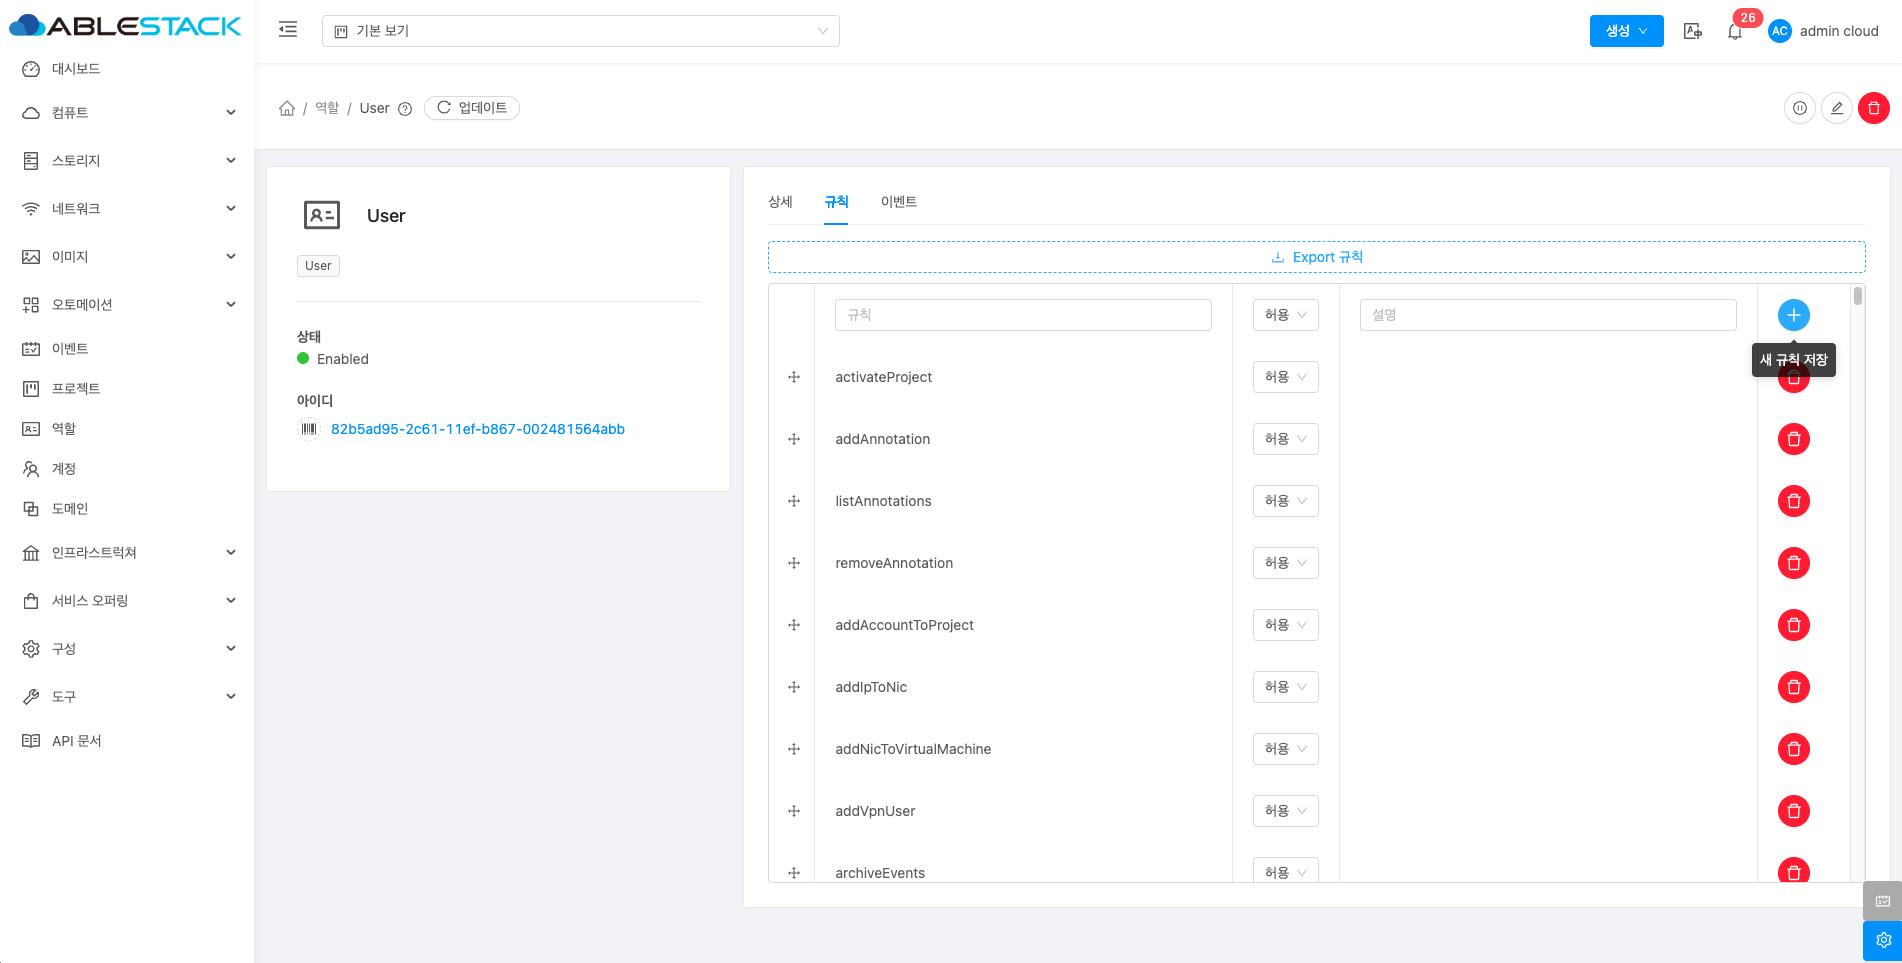 ABLESTACK
기본 보기
생성
26
AC
admin cloud
대시보드
컴퓨트
스토리지
네트워크
이미지
오토메이션
이벤트
프로젝트
역할
계정
도메인
인프라스트럭쳐
서비스 오퍼링
구성
도구
API 문서
/ 역할 / User
업데이트
User
User
상태
Enabled
아이디
82b5ad95-2c61-11ef-b867-002481564abb
상세
규칙
이벤트
Export 규칙
규칙
허용
설명
새 규칙 저장
activateProject
허용
addAnnotation
허용
listAnnotations
허용
removeAnnotation
허용
addAccountToProject
허용
addIpToNic
허용
addNicToVirtualMachine
허용
addVpnUser
허용
archiveEvents
허용